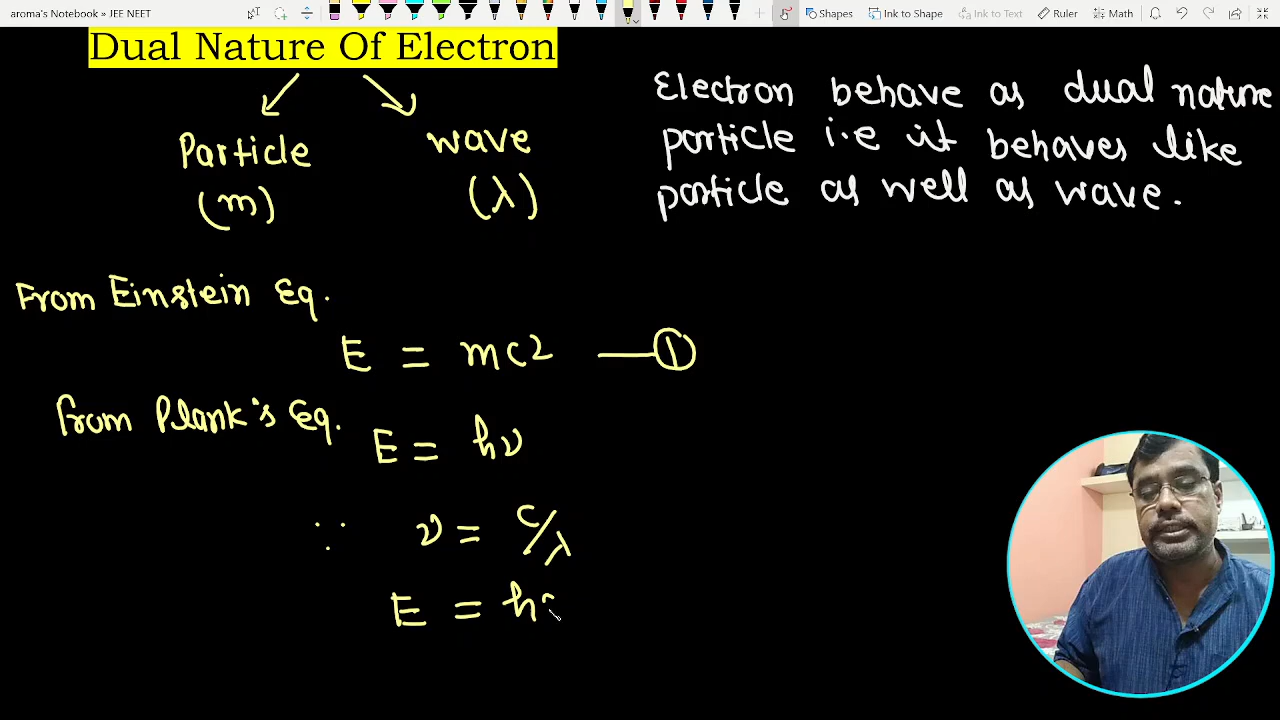 aroma's Notebook » JEE NEET
Shapes
Ink to Shape
Ink to Text
Ruler
Math
Dual Nature Of Electron
Particle
wave
(m)
(λ)
Electron behave as dual nature
particle i.e it behaves like
particle as well as wave.
From Einstein Eq.
E = mc2 — 1
From Plank's Eq.
E = hν
∵ ν = c/λ
E = h